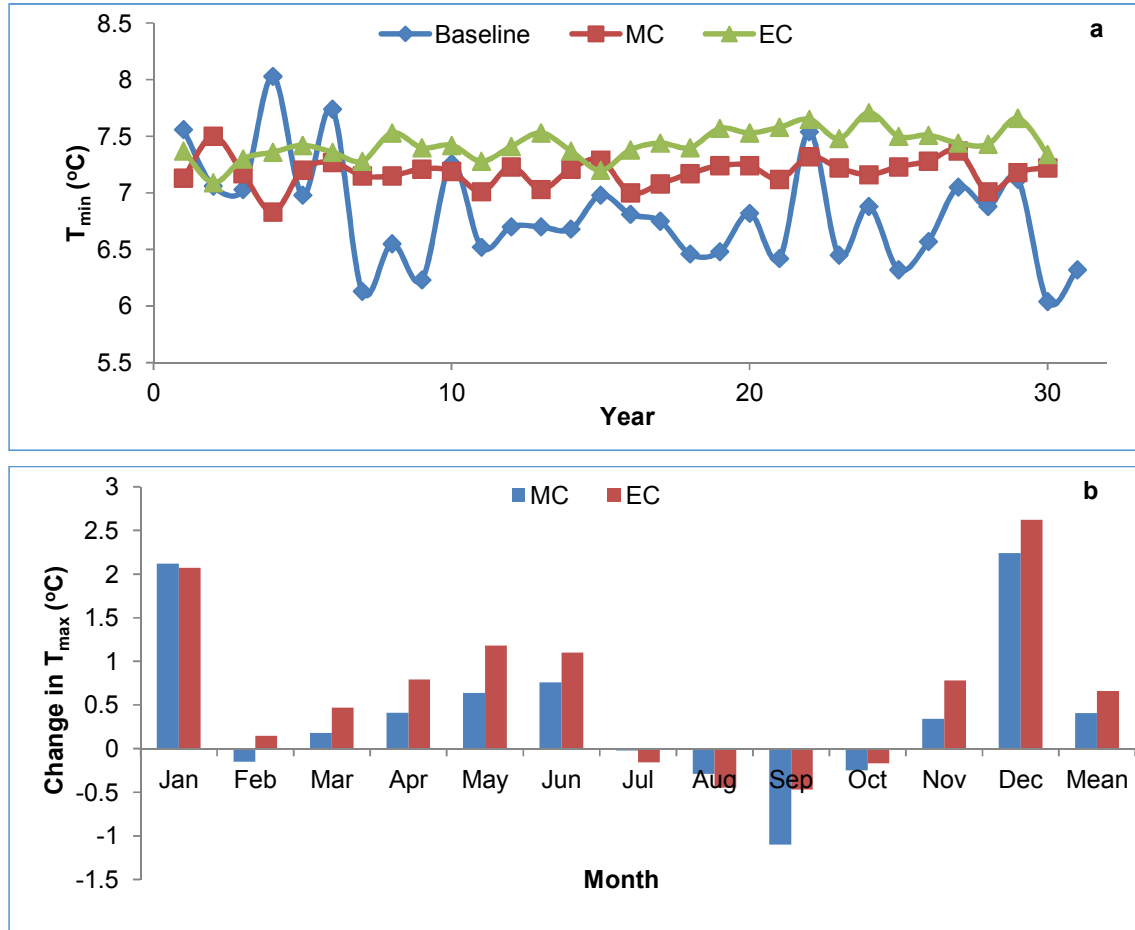 Baseline MC EC
a
8.5
8
7.5
7
6.5
6
5.5
T_min (ºC)
0 10 20 30
Year
MC EC
b
3
2.5
2
1.5
1
0.5
0
-0.5
-1
-1.5
Change in T_max (ºC)
Jan Feb Mar Apr May Jun Jul Aug Sep Oct Nov Dec Mean
Month